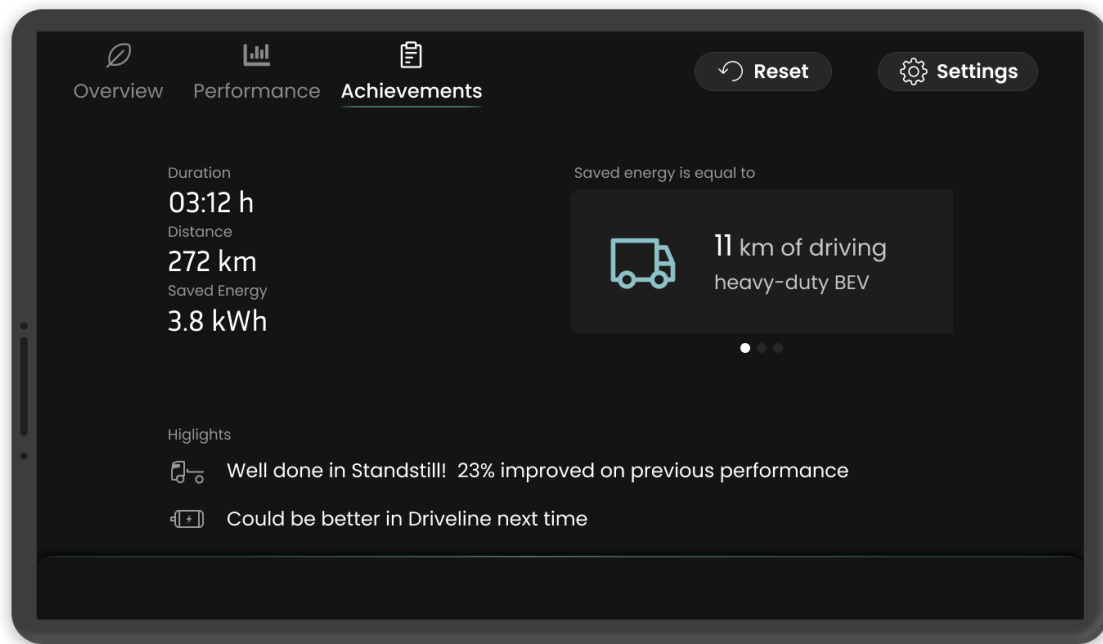 Overview
Performance
Achievements
Reset
Settings
Duration
03:12 h
Distance
272 km
Saved Energy
3.8 kWh
Saved energy is equal to
11 km of driving
heavy-duty BEV
Higlights
Well done in Standstill!  23% improved on previous performance
Could be better in Driveline next time